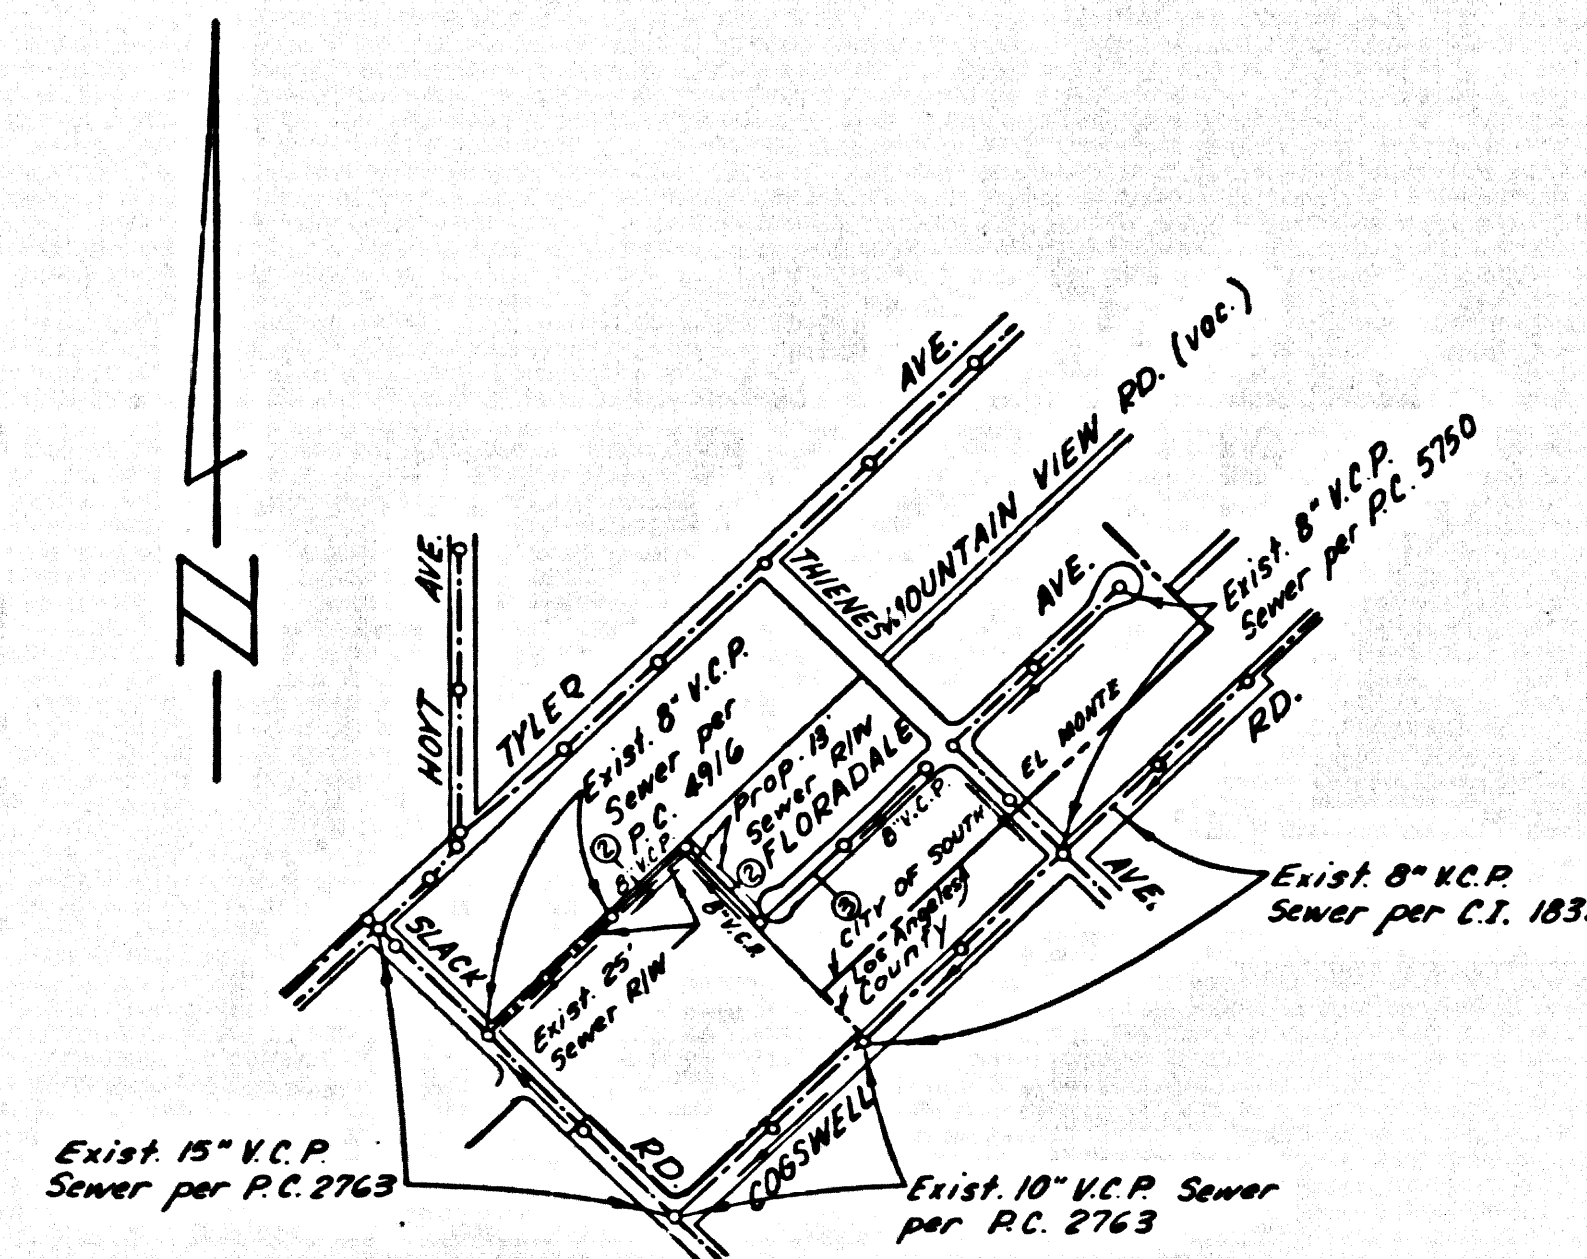 N
AVE.
MOUNTAIN VIEW RD. (vac.)
Exist. 8" V.C.P.
Sewer per P.C. 5750
HOYT AVE.
THIENES
AVE.
TYLER
Exist. 8" V.C.P.
Sewer per
P.C. 4916
②
8" V.C.P.
Prop. 13'
Sewer R/W
② FLORADALE
8" V.C.P.
8" V.C.P.
③
EL MONTE
CITY OF SOUTH
Los Angeles
County
RD.
AVE.
Exist. 8" V.C.P.
Sewer per C.I. 183
SLACK
Exist. 25'
Sewer R/W
RD.
COGSWELL
Exist. 15" V.C.P.
Sewer per P.C. 2763
Exist. 10" V.C.P. Sewer
per P.C. 2763